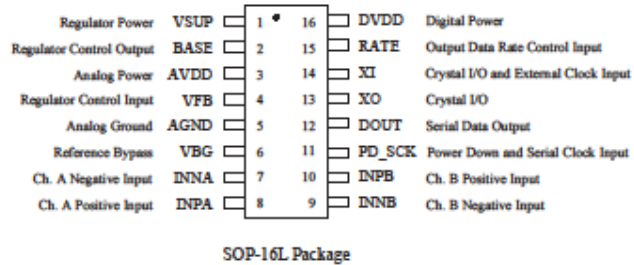 Regulator Power VSUP 1 16 DVDD Digital Power
Regulator Control Output BASE 2 15 RATE Output Data Rate Control Input
Analog Power AVDD 3 14 XI Crystal I/O and External Clock Input
Regulator Control Input VFB 4 13 XO Crystal I/O
Analog Ground AGND 5 12 DOUT Serial Data Output
Reference Bypass VBG 6 11 PD_SCK Power Down and Serial Clock Input
Ch. A Negative Input INNA 7 10 INPB Ch. B Positive Input
Ch. A Positive Input INPA 8 9 INNB Ch. B Negative Input
SOP-16L Package